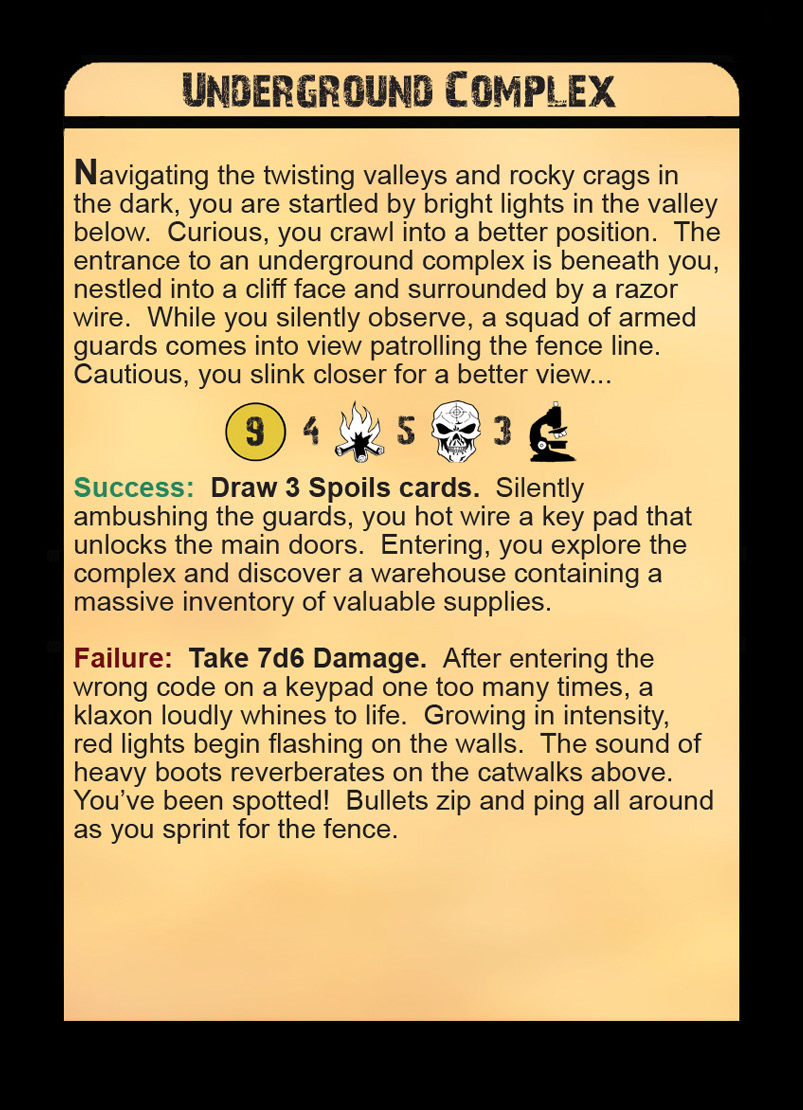 Underground Complex
Navigating the twisting valleys and rocky crags in
the dark, you are startled by bright lights in the valley
below.  Curious, you crawl into a better position.  The
entrance to an underground complex is beneath you,
nestled into a cliff face and surrounded by a razor
wire.  While you silently observe, a squad of armed
guards comes into view patrolling the fence line.
Cautious, you slink closer for a better view...
9 4 5 3
Success:  Draw 3 Spoils cards.  Silently
ambushing the guards, you hot wire a key pad that
unlocks the main doors.  Entering, you explore the
complex and discover a warehouse containing a
massive inventory of valuable supplies.
Failure:  Take 7d6 Damage.  After entering the
wrong code on a keypad one too many times, a
klaxon loudly whines to life.  Growing in intensity,
red lights begin flashing on the walls.  The sound of
heavy boots reverberates on the catwalks above.
You’ve been spotted!  Bullets zip and ping all around
as you sprint for the fence.